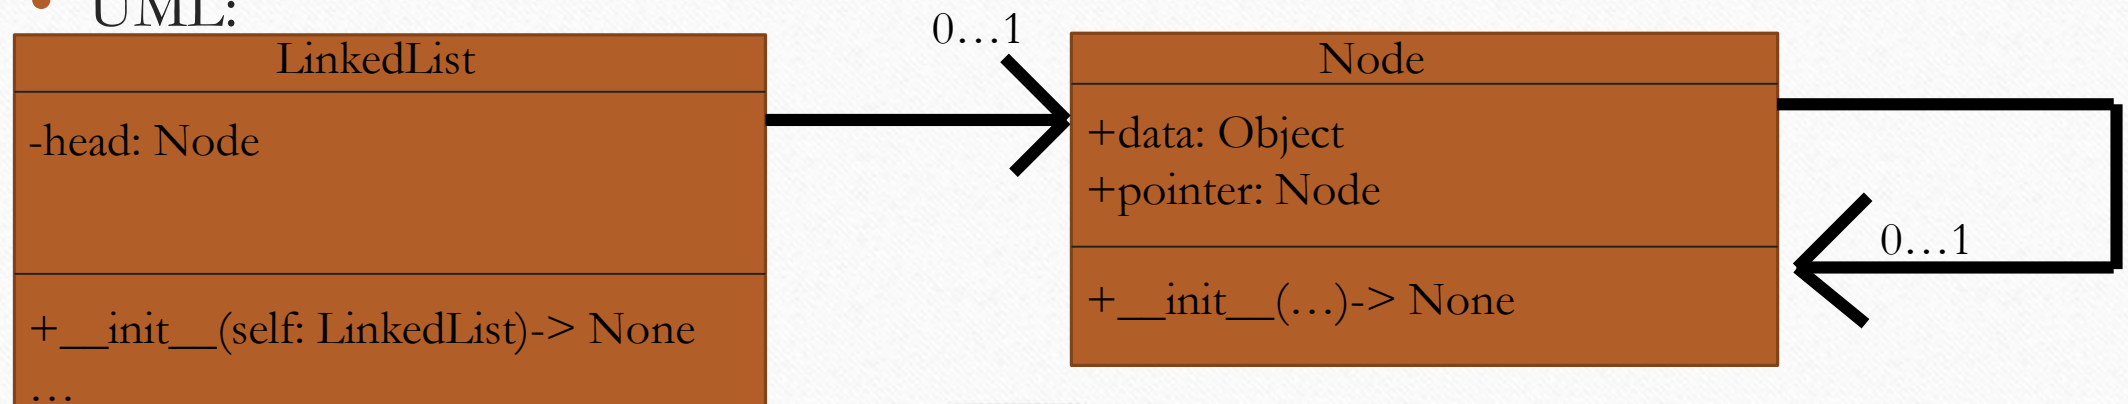 UML:
0…1
LinkedList
Node
-head: Node
+data: Object
+pointer: Node
0…1
+__init__(…)-> None
+__init__(self: LinkedList)-> None
…